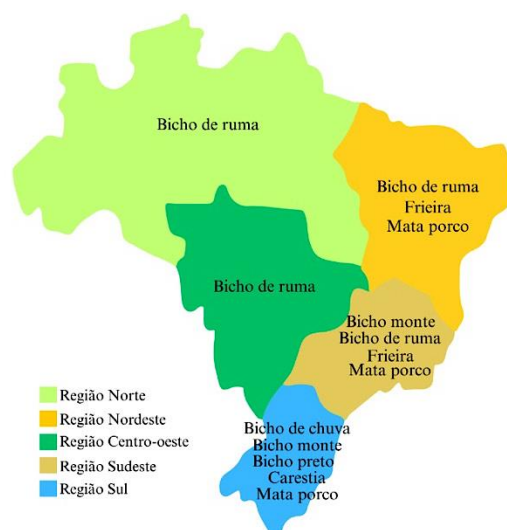 Bicho de ruma
Bicho de ruma
Frieira
Mata porco
Bicho de ruma
Bicho monte
Bicho de ruma
Frieira
Mata porco
Bicho de chuva
Bicho monte
Bicho preto
Carestia
Mata porco
Região Norte
Região Nordeste
Região Centro-oeste
Região Sudeste
Região Sul